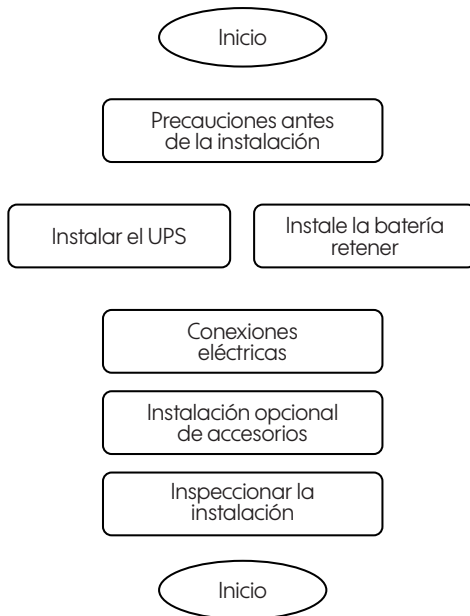 Inicio
Precauciones antes
de la instalación
Instalar el UPS
Instale la batería
retener
Conexiones
eléctricas
Instalación opcional
de accesorios
Inspeccionar la
instalación
Inicio